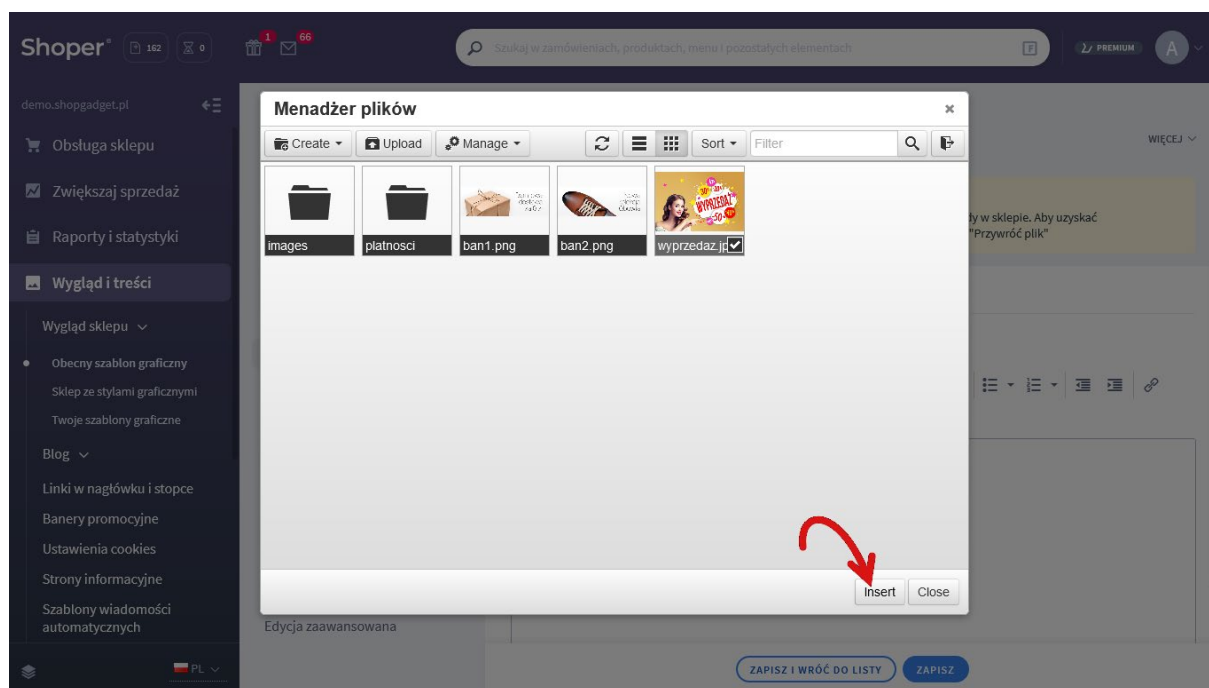 Shoper
162
0
1
66
Szukaj w zamówieniach, produktach, menu i pozostałych elementach
F
PREMIUM
A
demo.shopgadget.pl
Obsługa sklepu
Zwiększaj sprzedaż
Raporty i statystyki
Wygląd i treści
Wygląd sklepu
Obecny szablon graficzny
Sklep ze stylami graficznymi
Twoje szablony graficzne
Blog
Linki w nagłówku i stopce
Banery promocyjne
Ustawienia cookies
Strony informacyjne
Szablony wiadomości
automatycznych
PL
Menadżer plików
Create
Upload
Manage
Sort
Filter
images
platnosci
ban1.png
ban2.png
WYPRZEDAŻ
-50
wyprzedaz.jp
Insert
Close
WIĘCEJ
y w sklepie. Aby uzyskać
"Przywróć plik"
Edycja zaawansowana
ZAPISZ I WRÓĆ DO LISTY
ZAPISZ